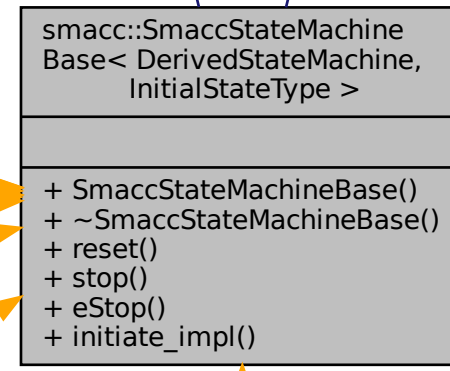 smacc::SmaccStateMachine
Base< DerivedStateMachine,
InitialStateType >
+ SmaccStateMachineBase()
+ ~SmaccStateMachineBase()
+ reset()
+ stop()
+ eStop()
+ initiate_impl()